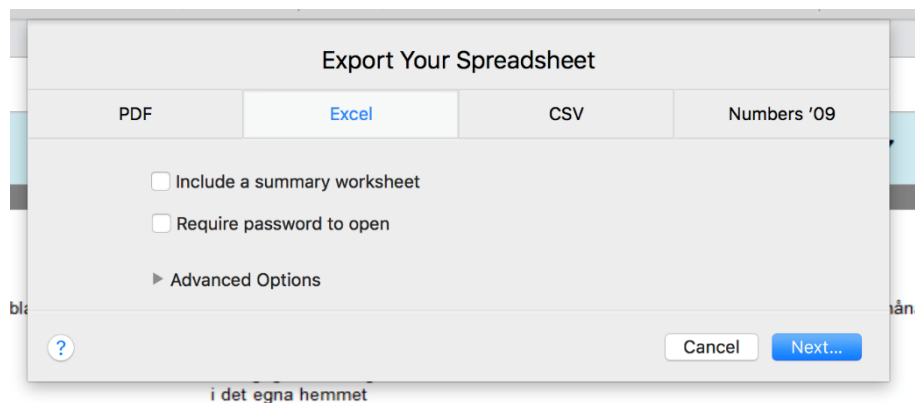 Export Your Spreadsheet
PDF Excel CSV Numbers '09
Include a summary worksheet
Require password to open
Advanced Options
? Cancel Next...
i det egna hemmet